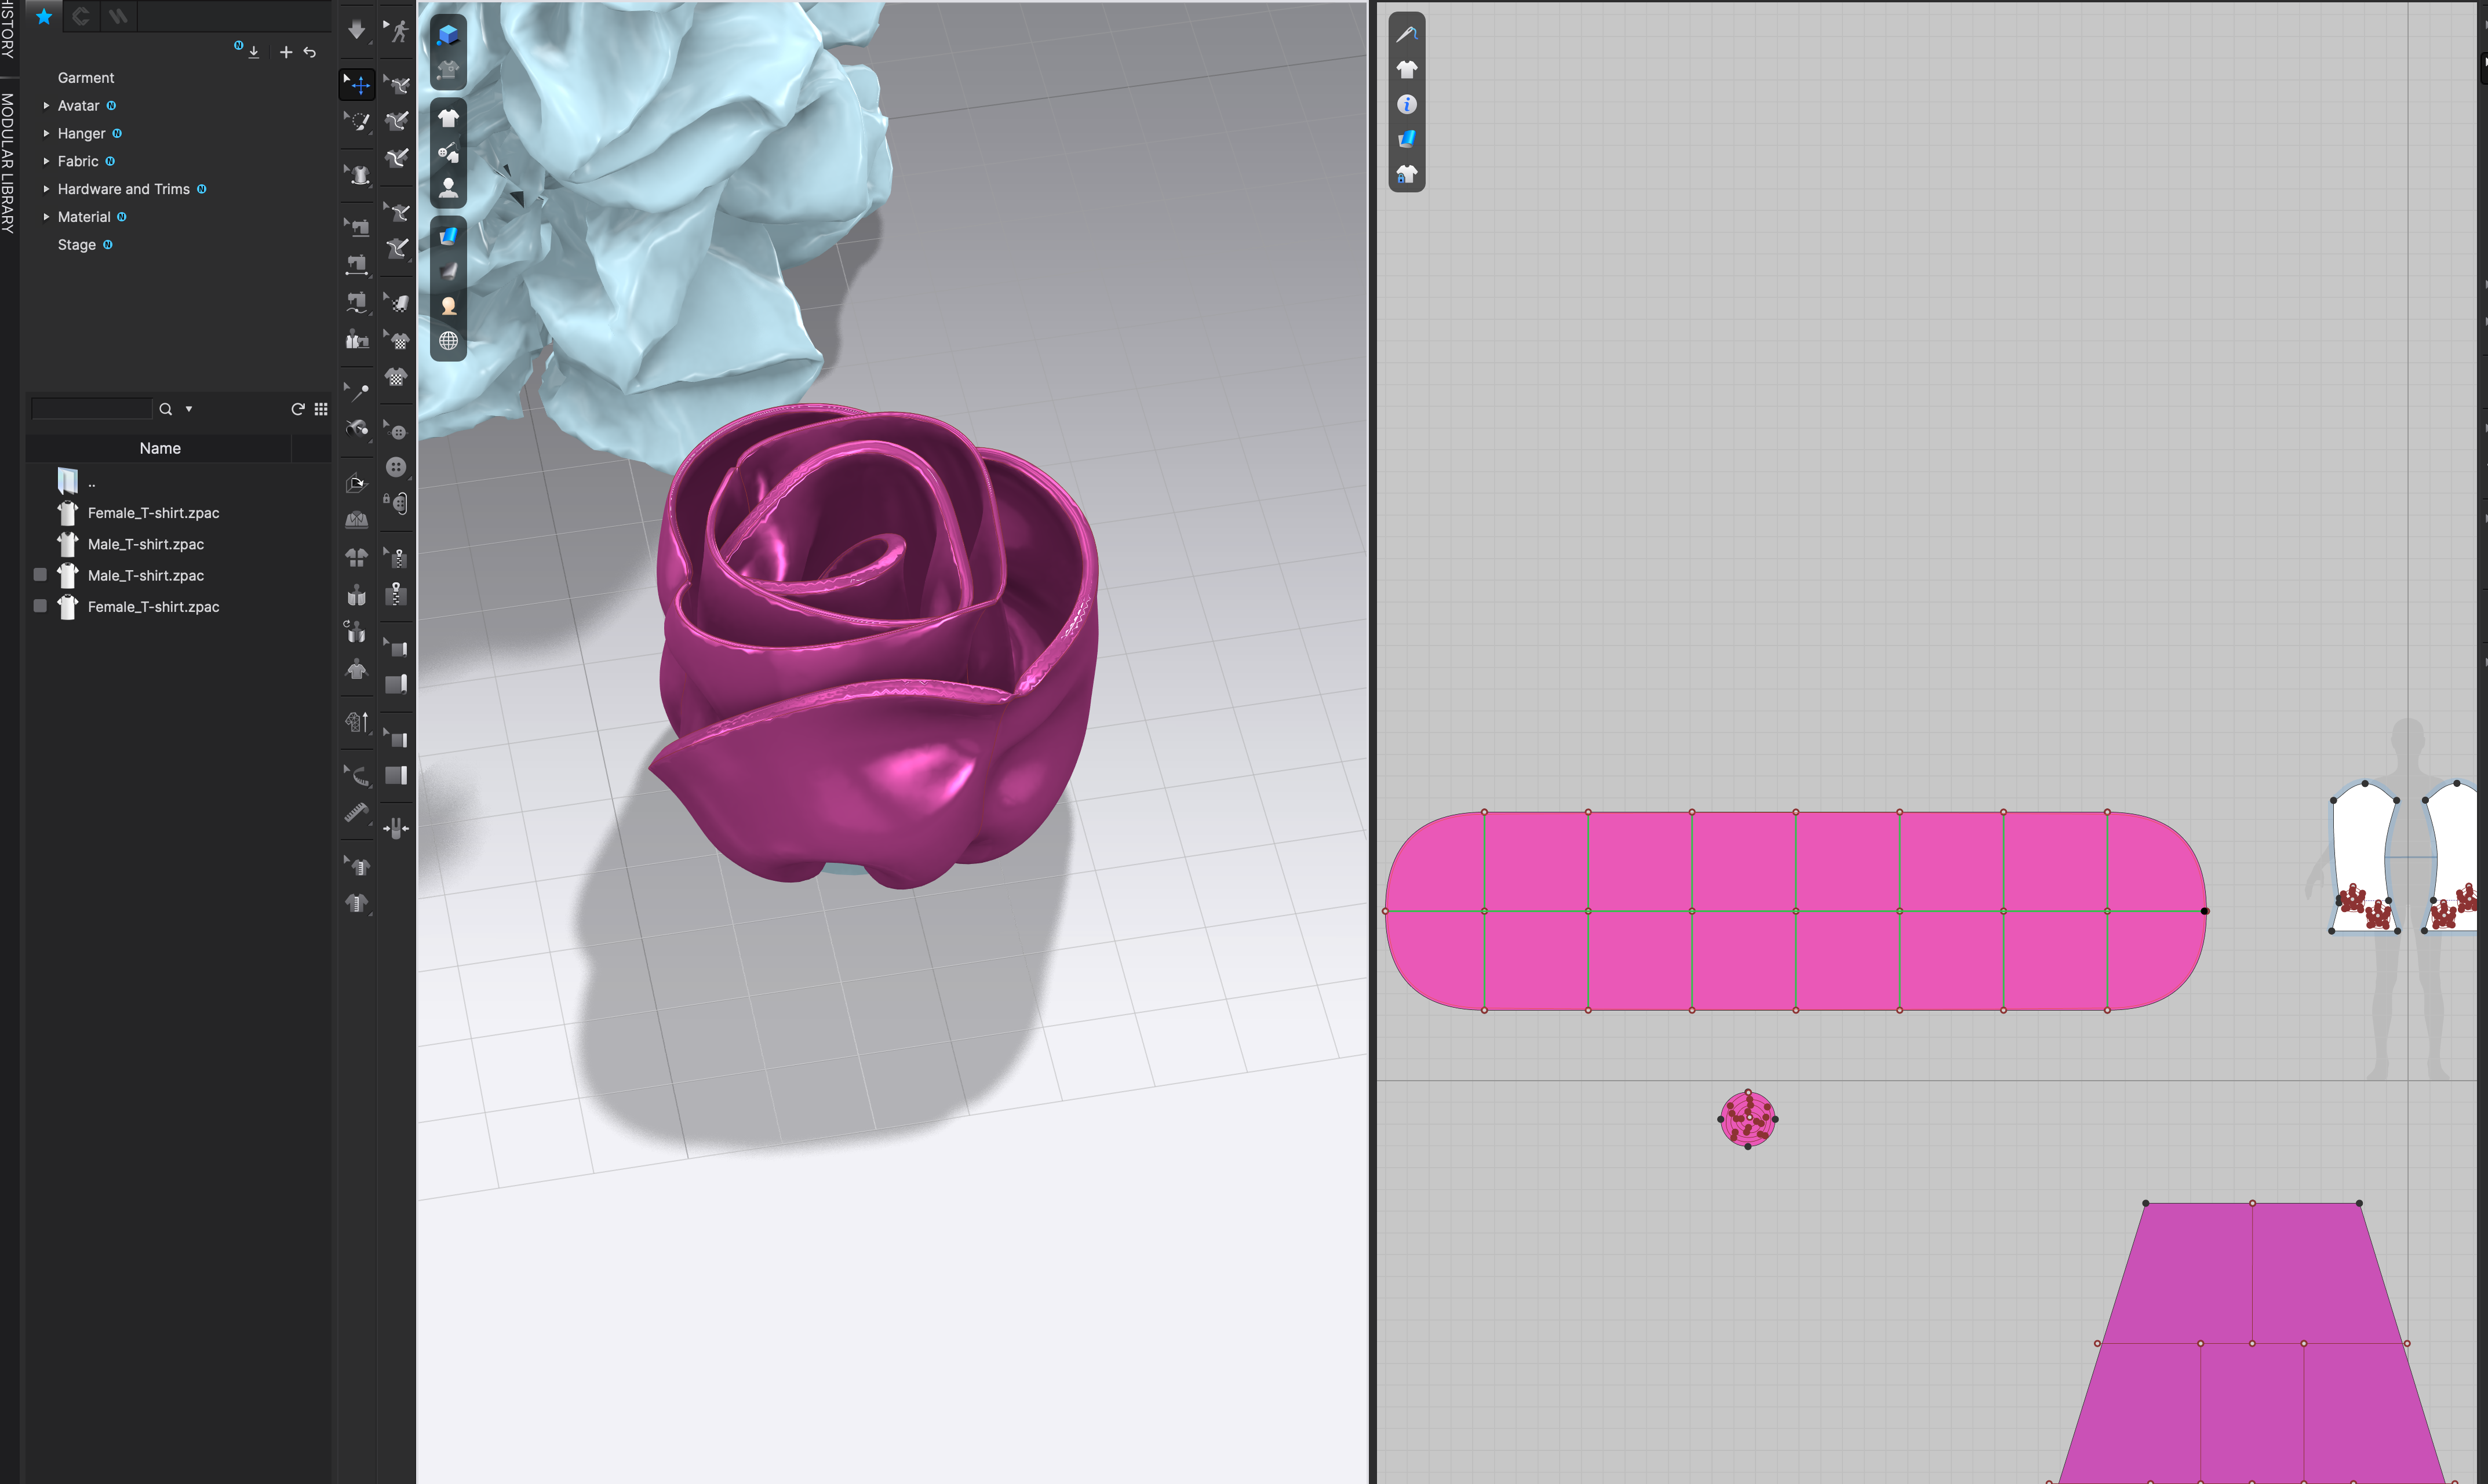 HISTORY
MODULAR LIBRARY
N
Garment
Avatar N
Hanger N
Fabric N
Hardware and Trims N
Material N
Stage N
Name
..
Female_T-shirt.zpac
Male_T-shirt.zpac
Male_T-shirt.zpac
Female_T-shirt.zpac